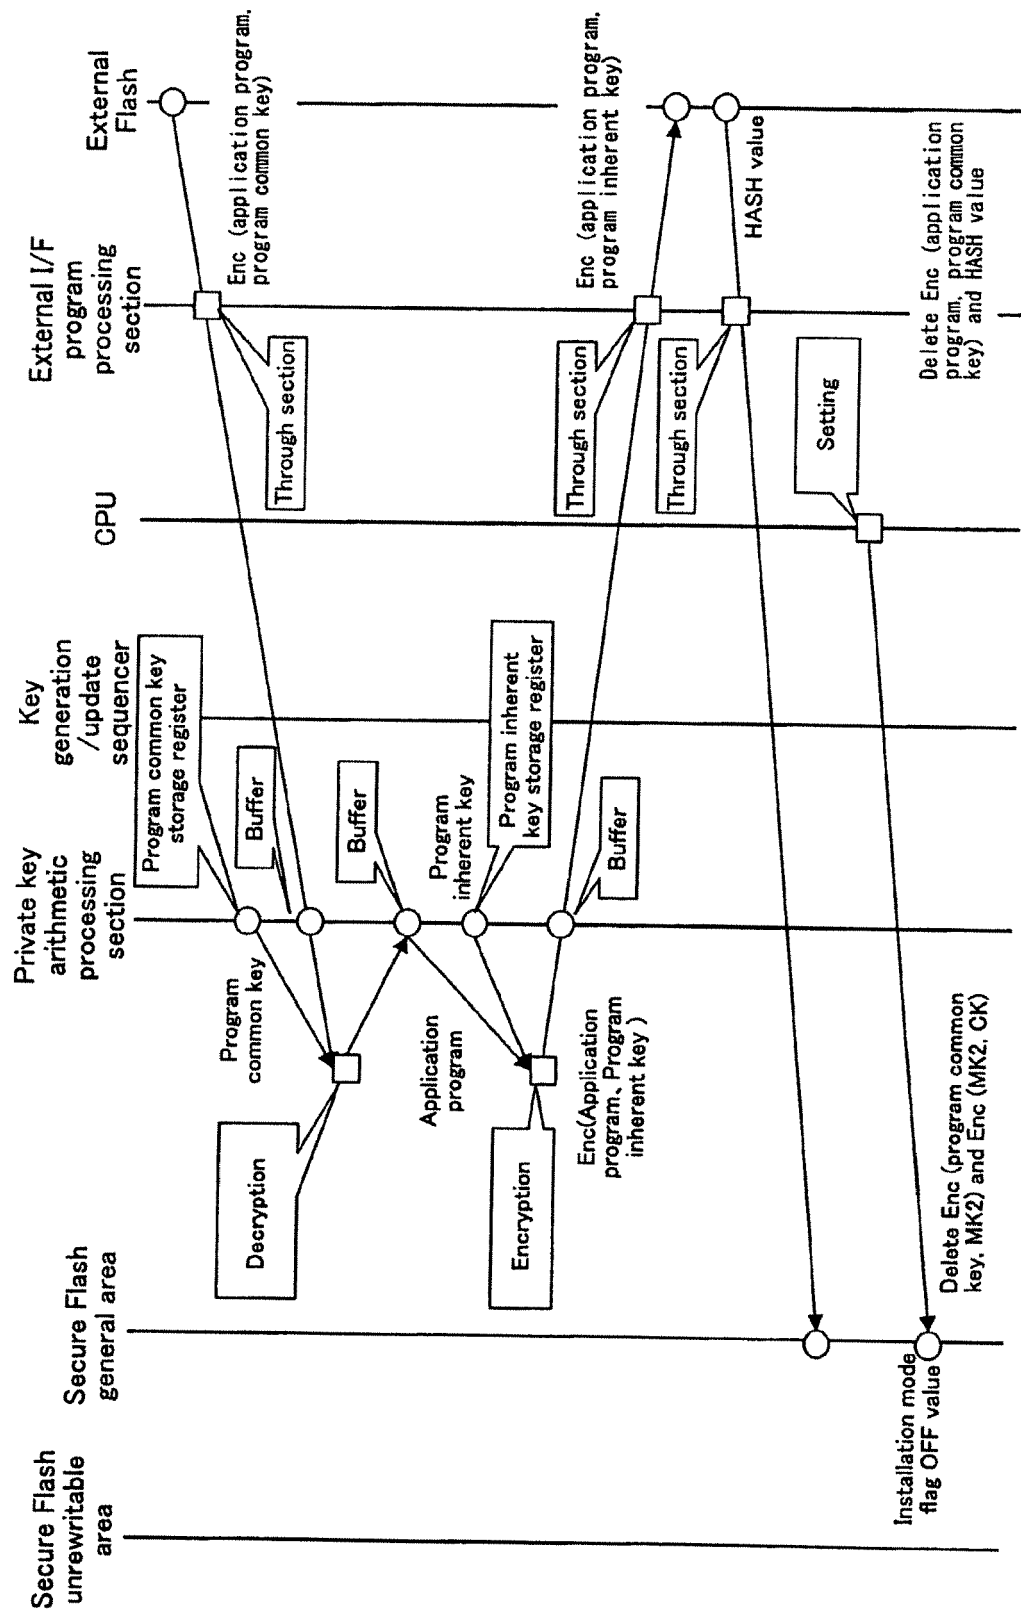 Secure Flash
unrewritable
area
Secure Flash
general area
Private key
arithmetic
processing
section
Key
generation
/update
sequencer
CPU
External I/F
program
processing
section
External
Flash
Program common key
storage register
Enc (application program,
program common key)
Program
common key
Buffer
Through section
Decryption
Buffer
Application
program
Program
inherent key
Program inherent
key storage register
Encryption
Enc(Application
program、Program
inherent key )
Buffer
Through section
Enc (application program,
program inherent key)
Through section
HASH value
Setting
Installation mode
flag OFF value
Delete Enc (program common
key, MK2) and Enc (MK2, CK)
Delete Enc (application
program, program common
key) and HASH value